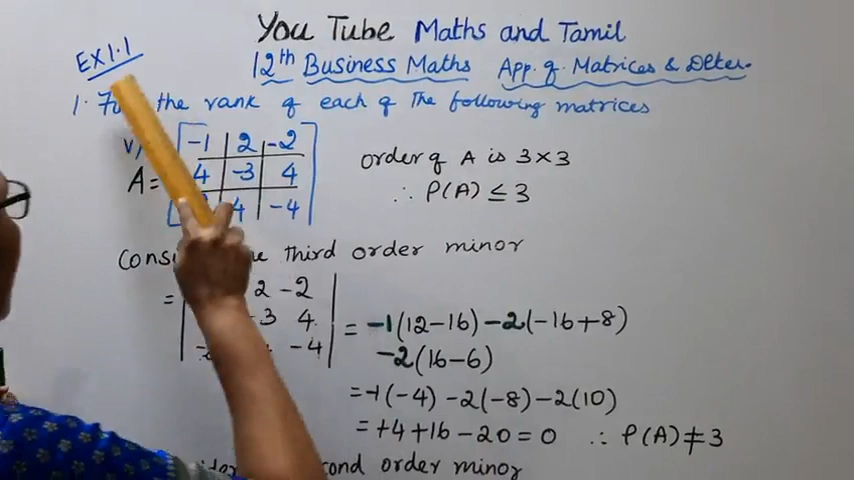 You Tube Maths and Tamil
EX 1.1
12th Business Maths App. of Matrices & Deter.
1. the rank of each of The following matrices
-1 2 -2
A = 4 -3 4
4 -4
order of A is 3×3
∴ ρ(A) ≤ 3
third order minor
= 2 -2
3 4
-4
= -1(12-16) -2(-16+8)
-2(16-6)
= -1(-4) -2(-8) -2(10)
= +4+16-20 = 0 ∴ ρ(A) ≠ 3
order minor